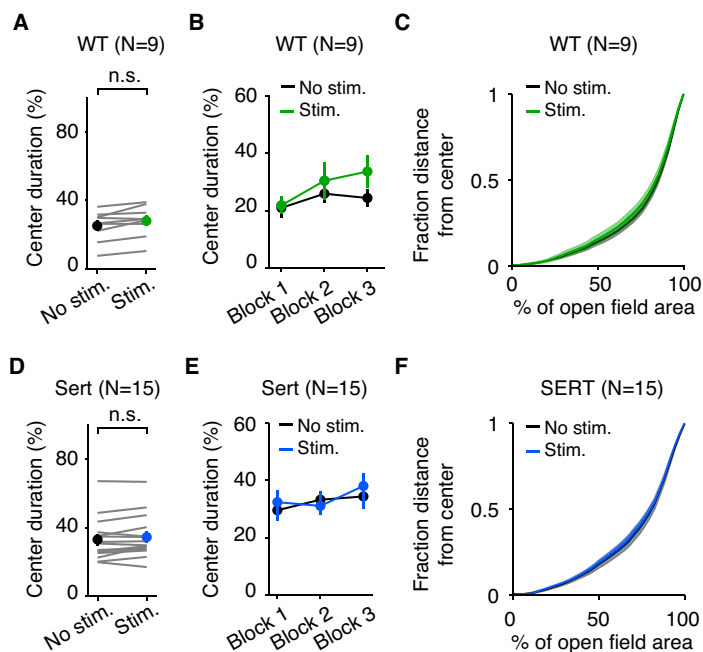 A
WT (N=9)
n.s.
Center duration (%)
80
40
0
No stim.
Stim.
B
WT (N=9)
No stim.
Stim.
Center duration (%)
60
40
20
0
Block 1
Block 2
Block 3
C
WT (N=9)
No stim.
Stim.
Fraction distance
from center
1
0.5
0
0
50
100
% of open field area
D
Sert (N=15)
n.s.
Center duration (%)
80
40
0
No stim.
Stim.
E
Sert (N=15)
No stim.
Stim.
Center duration (%)
60
40
20
0
Block 1
Block 2
Block 3
F
SERT (N=15)
No stim.
Stim.
Fraction distance
from center
1
0.5
0
0
50
100
% of open field area